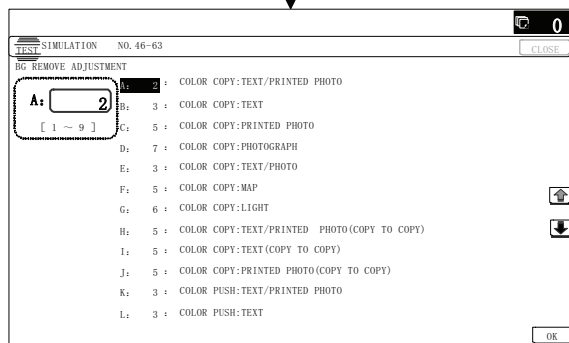 0
TEST SIMULATION NO. 46-63 CLOSE
BG REMOVE ADJUSTMENT
A: 2
[ 1 ～ 9 ]
A: 2 : COLOR COPY:TEXT/PRINTED PHOTO
B: 3 : COLOR COPY:TEXT
C: 5 : COLOR COPY:PRINTED PHOTO
D: 7 : COLOR COPY:PHOTOGRAPH
E: 3 : COLOR COPY:TEXT/PHOTO
F: 5 : COLOR COPY:MAP
G: 6 : COLOR COPY:LIGHT
H: 5 : COLOR COPY:TEXT/PRINTED PHOTO(COPY TO COPY)
I: 5 : COLOR COPY:TEXT(COPY TO COPY)
J: 5 : COLOR COPY:PRINTED PHOTO(COPY TO COPY)
K: 3 : COLOR PUSH:TEXT/PRINTED PHOTO
L: 3 : COLOR PUSH:TEXT
OK